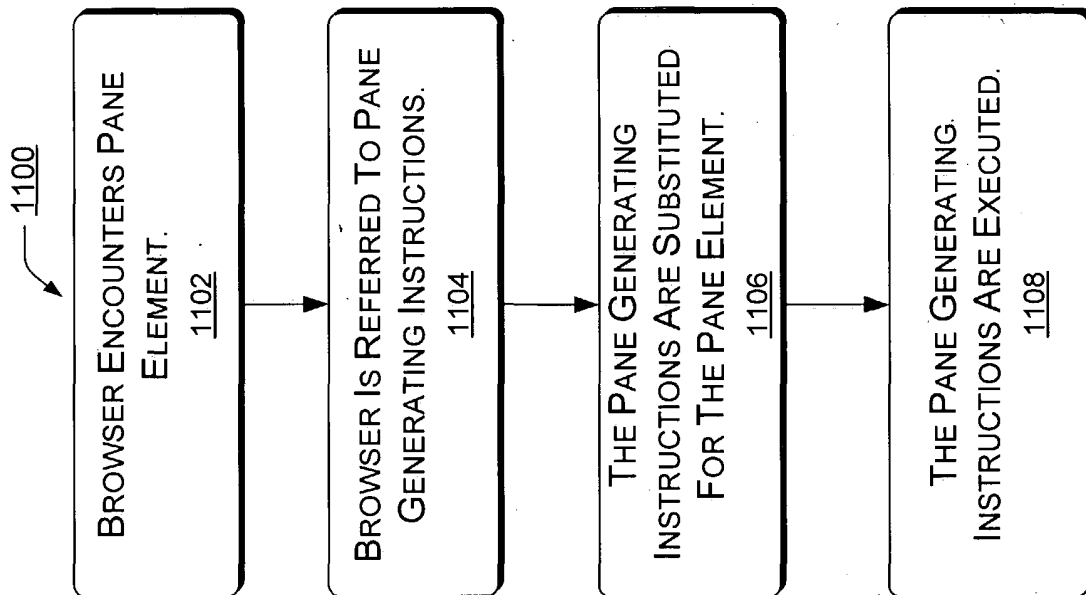 1100
BROWSER ENCOUNTERS PANE
ELEMENT.
1102
BROWSER IS REFERRED TO PANE
GENERATING INSTRUCTIONS.
1104
THE PANE GENERATING
INSTRUCTIONS ARE SUBSTITUTED
FOR THE PANE ELEMENT.
1106
THE PANE GENERATING.
INSTRUCTIONS ARE EXECUTED.
1108